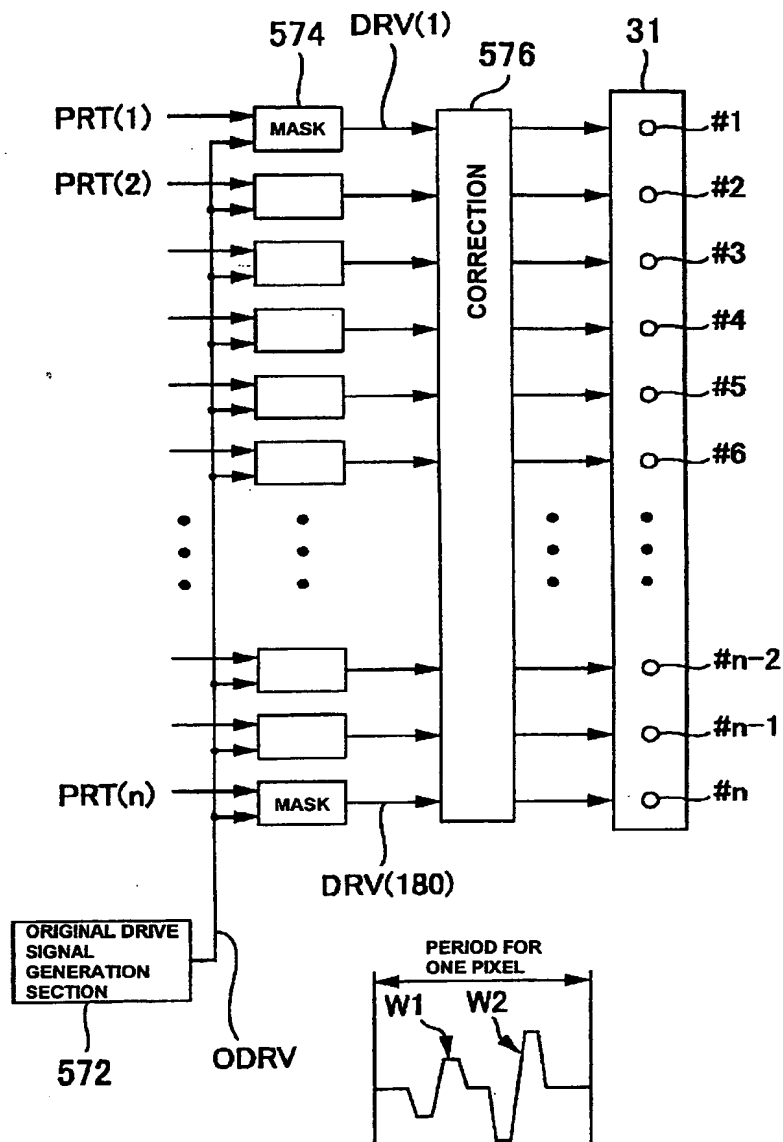 574
DRV(1)
576
31
PRT(1)
MASK
#1
PRT(2)
#2
#3
CORRECTION
#4
#5
#6
#n-2
#n-1
PRT(n)
MASK
#n
DRV(180)
ORIGINAL DRIVE
SIGNAL
GENERATION
SECTION
572
ODRV
PERIOD FOR
ONE PIXEL
W1
W2